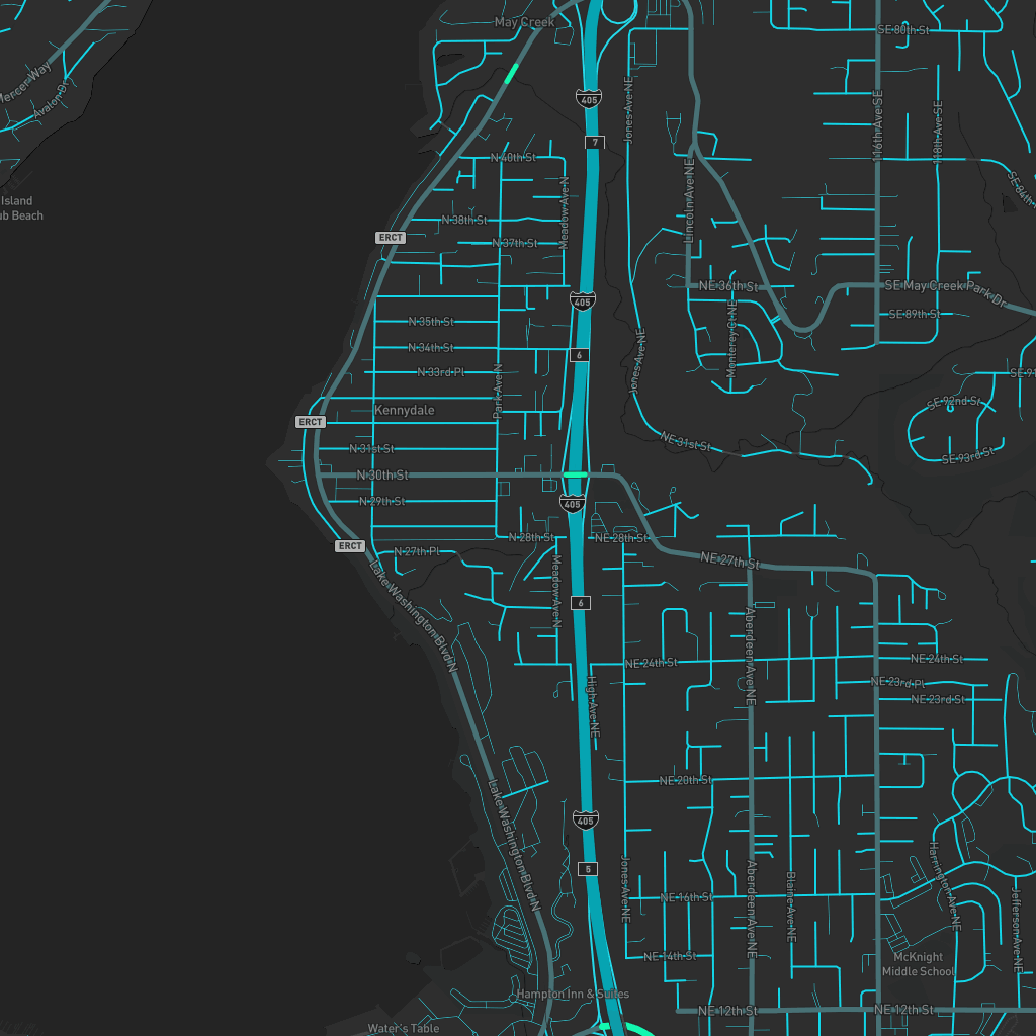 May Creek
SE 80th St
Mercer Way
Avalon Dr
405
Jones Ave NE
116th Ave SE
118th Ave SE
7
N 40th St
SE 84th
Island
ub Beach
Meadow Ave N
Lincoln Ave NE
N 38th St
ERCT
N 37th St
NE 36th St
SE May Creek Park Dr
405
N 35th St
SE 89th St
Monterey Ct NE
N 34th St
6
Jones Ave NE
N 33rd Pl
SE 91
Park Ave N
Kennydale
SE 92nd St
ERCT
NE 31st St
N 31st St
SE 93rd St
N 30th St
N 29th St
405
N 28th St
NE 28th St
ERCT
N 27th Pl
NE 27th St
Lake Washington Blvd N
Meadow Ave N
6
Aberdeen Ave NE
NE 24th St
NE 24th St
NE 23rd Pl
NE 23rd St
High Ave NE
NE 20th St
Lake Washington Blvd N
405
5
Jones Ave NE
Aberdeen Ave NE
Blaine Ave NE
Harrington Ave NE
Jefferson Ave NE
NE 16th St
NE 14th St
McKnight
Middle School
Hampton Inn & Suites
NE 12th St
NE 12th St
Water's Table